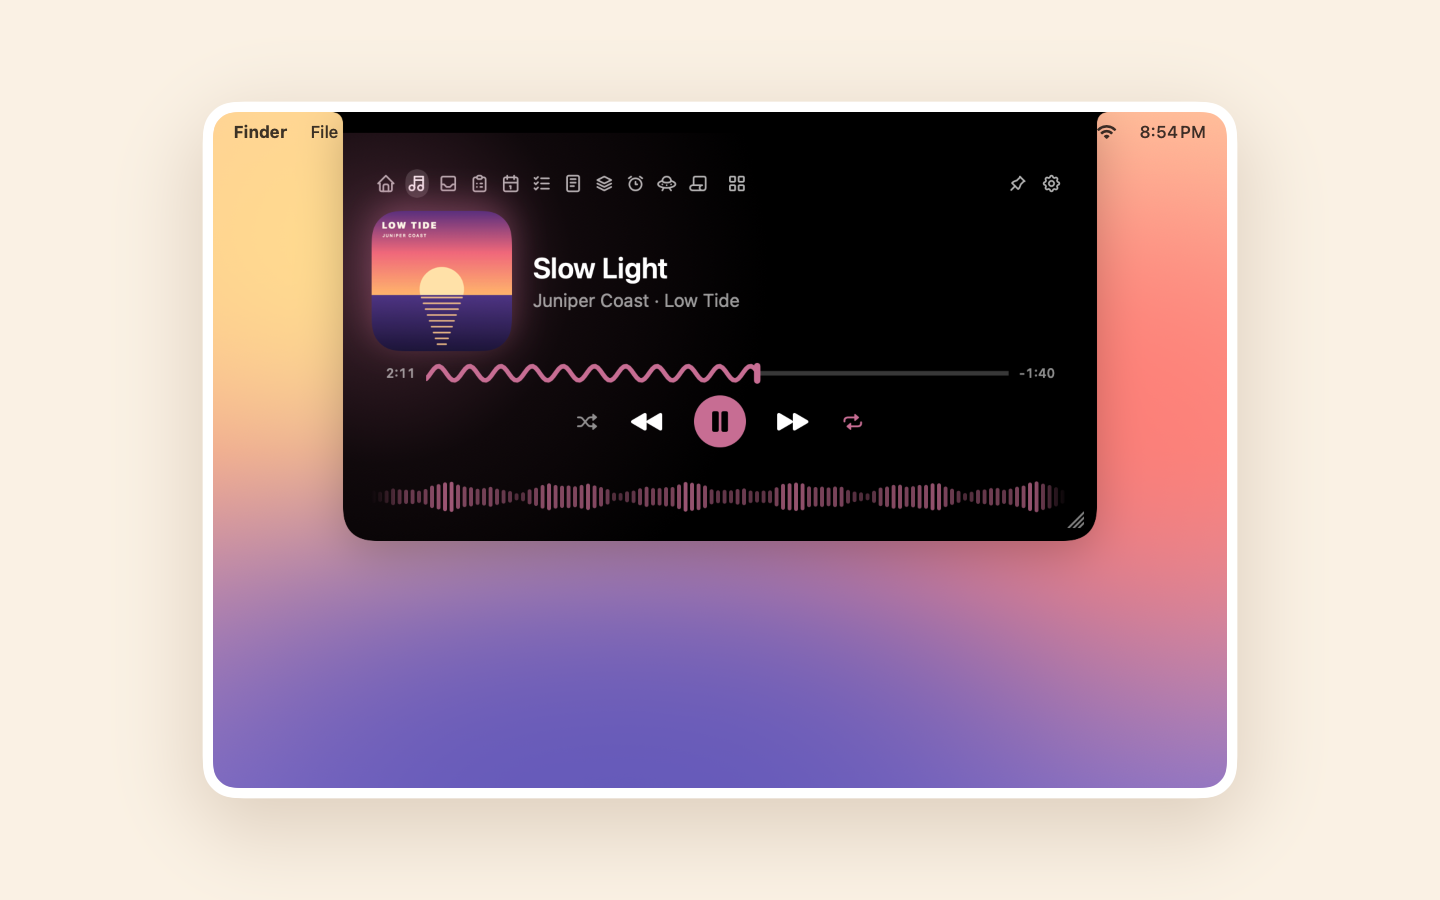 Finder File
8:54 PM
LOW TIDE
JUNIPER COAST
Slow Light
Juniper Coast · Low Tide
2:11
-1:40